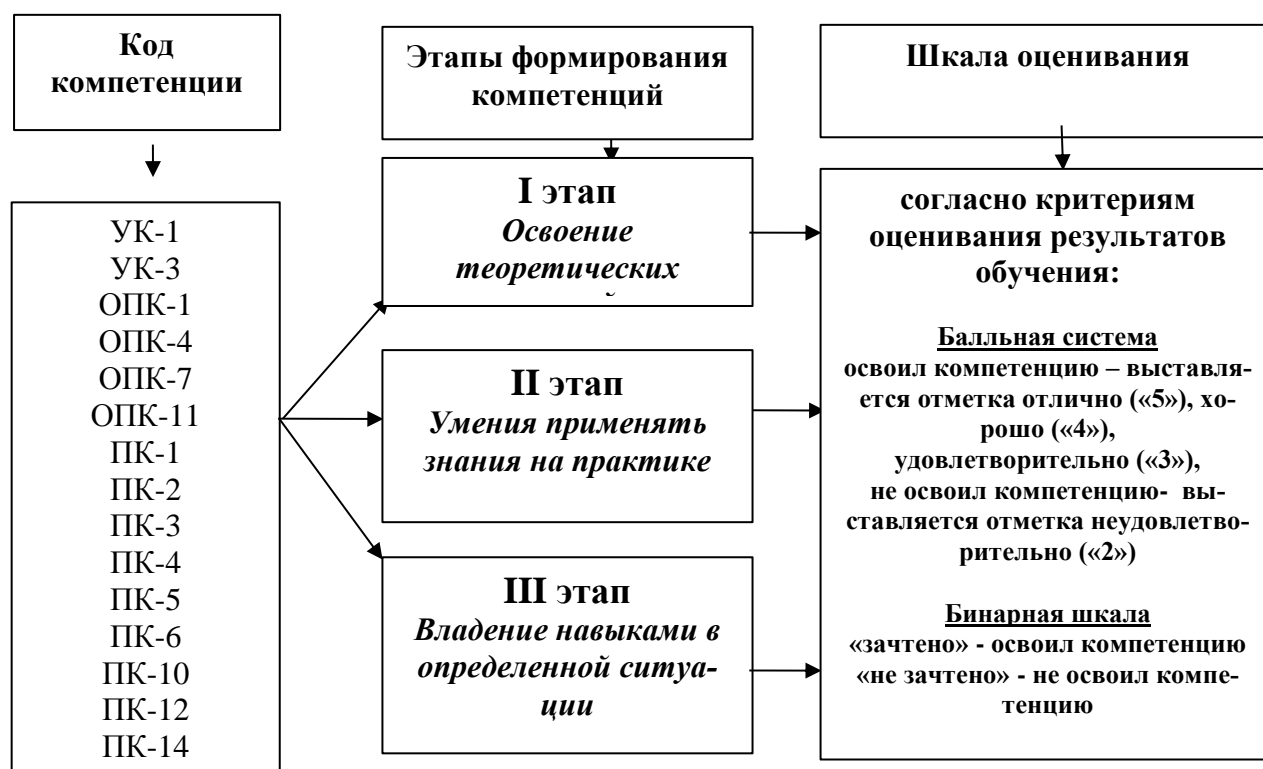 Код
компетенции
Этапы формирования
компетенций
Шкала оценивания
УК-1
УК-3
ОПК-1
ОПК-4
ОПК-7
ОПК-11
ПК-1
ПК-2
ПК-3
ПК-4
ПК-5
ПК-6
ПК-10
ПК-12
ПК-14
I этап
Освоение
теоретических
II этап
Умения применять
знания на практике
III этап
Владение навыками в
определенной ситуа-
ции
согласно критериям
оценивания результатов
обучения:
Балльная система
освоил компетенцию – выставля-
ется отметка отлично («5»), хо-
рошо («4»),
удовлетворительно («3»),
не освоил компетенцию- вы-
ставляется отметка неудовлетво-
рительно («2»)
Бинарная шкала
«зачтено» - освоил компетенцию
«не зачтено» - не освоил компе-
тенцию